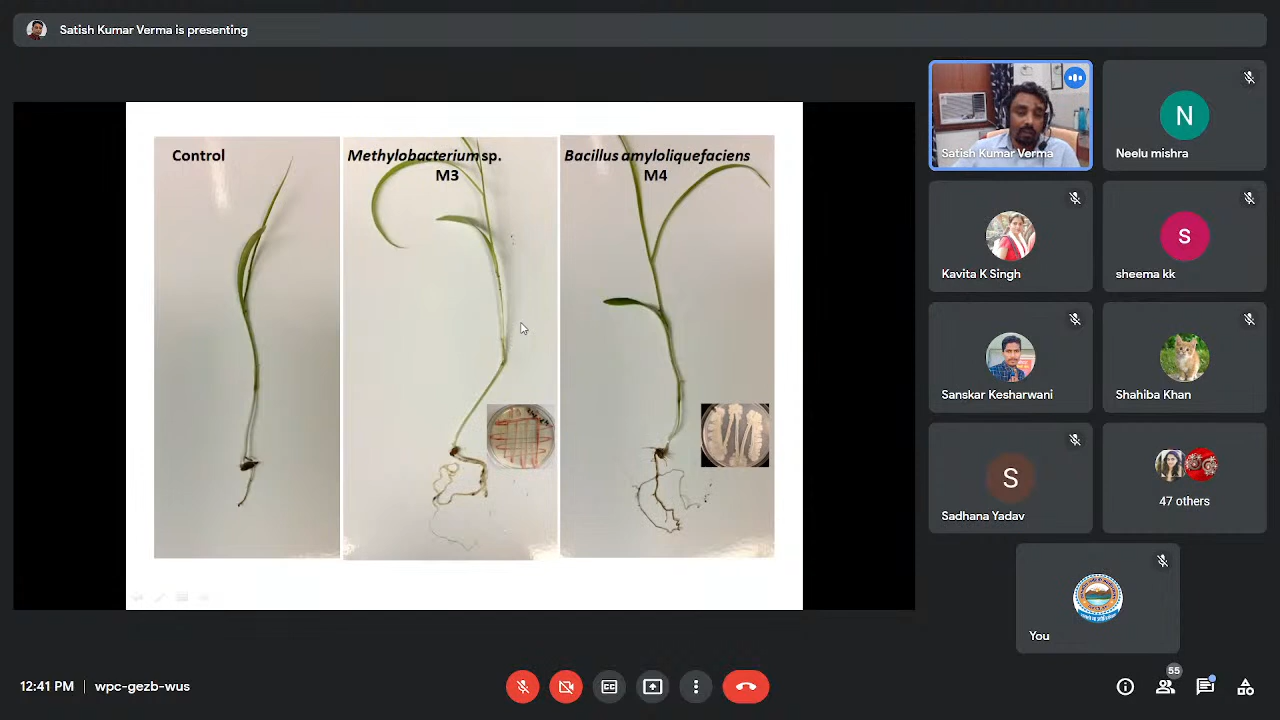 Satish Kumar Verma is presenting
Control
Methylobacterium sp.
M3
Bacillus amyloliquefaciens
M4
Satish Kumar Verma
N
Neelu mishra
Kavita K Singh
S
sheema kk
Sanskar Kesharwani
Shahiba Khan
S
Sadhana Yadav
47 others
You
12:41 PM | wpc-gezb-wus
CC
55